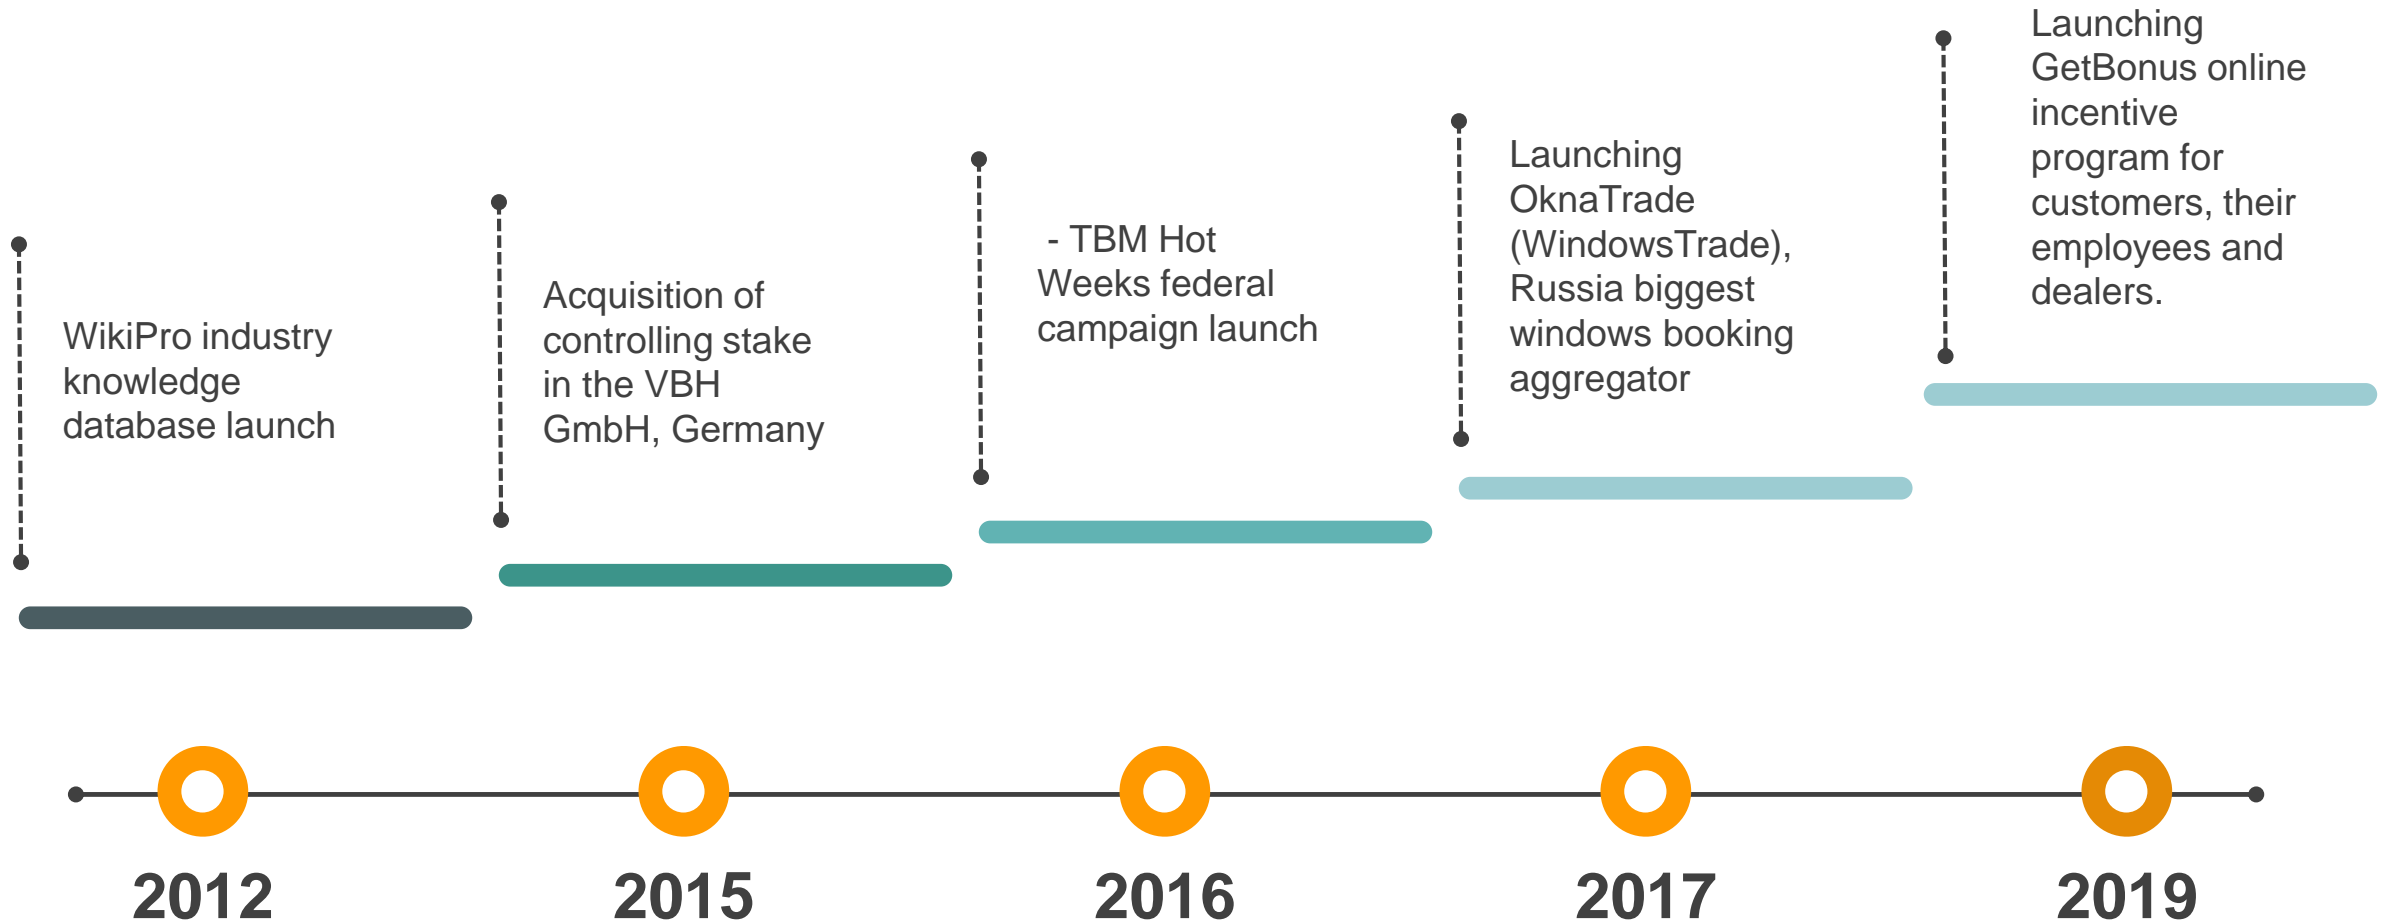 WikiPro industry
knowledge
database launch
Acquisition of
controlling stake
in the VBH
GmbH, Germany
- TBM Hot
Weeks federal
campaign launch
Launching
OknaTrade
(WindowsTrade),
Russia biggest
windows booking
aggregator
Launching
GetBonus online
incentive
program for
customers, their
employees and
dealers.
2012
2015
2016
2017
2019